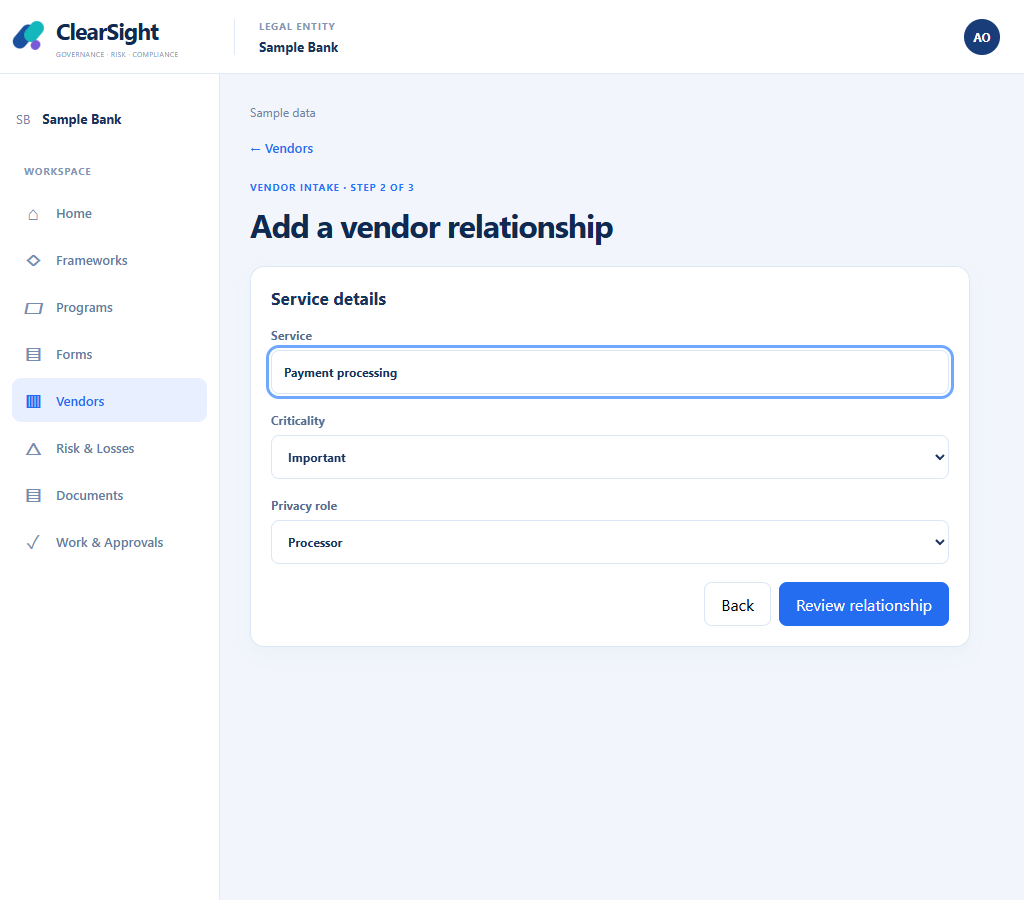 ClearSight
GOVERNANCE · RISK · COMPLIANCE
LEGAL ENTITY
Sample Bank
AO
SB Sample Bank
WORKSPACE
Home
Frameworks
Programs
Forms
Vendors
Risk & Losses
Documents
Work & Approvals
Sample data
← Vendors
VENDOR INTAKE · STEP 2 OF 3
Add a vendor relationship
Service details
Service
Payment processing
Criticality
Important
Privacy role
Processor
Back
Review relationship